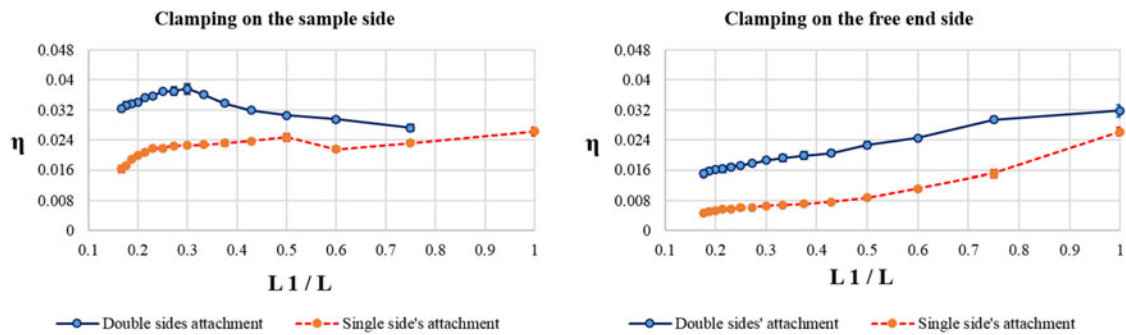 Clamping on the sample side
0.048
0.04
0.032
0.024
0.016
0.008
0
η
0.1 0.2 0.3 0.4 0.5 0.6 0.7 0.8 0.9 1
L 1 / L
Double sides attachment Single side's attachment
Clamping on the free end side
0.048
0.04
0.032
0.024
0.016
0.008
0
η
0.1 0.2 0.3 0.4 0.5 0.6 0.7 0.8 0.9 1
L 1 / L
Double sides' attachment Single side's attachment